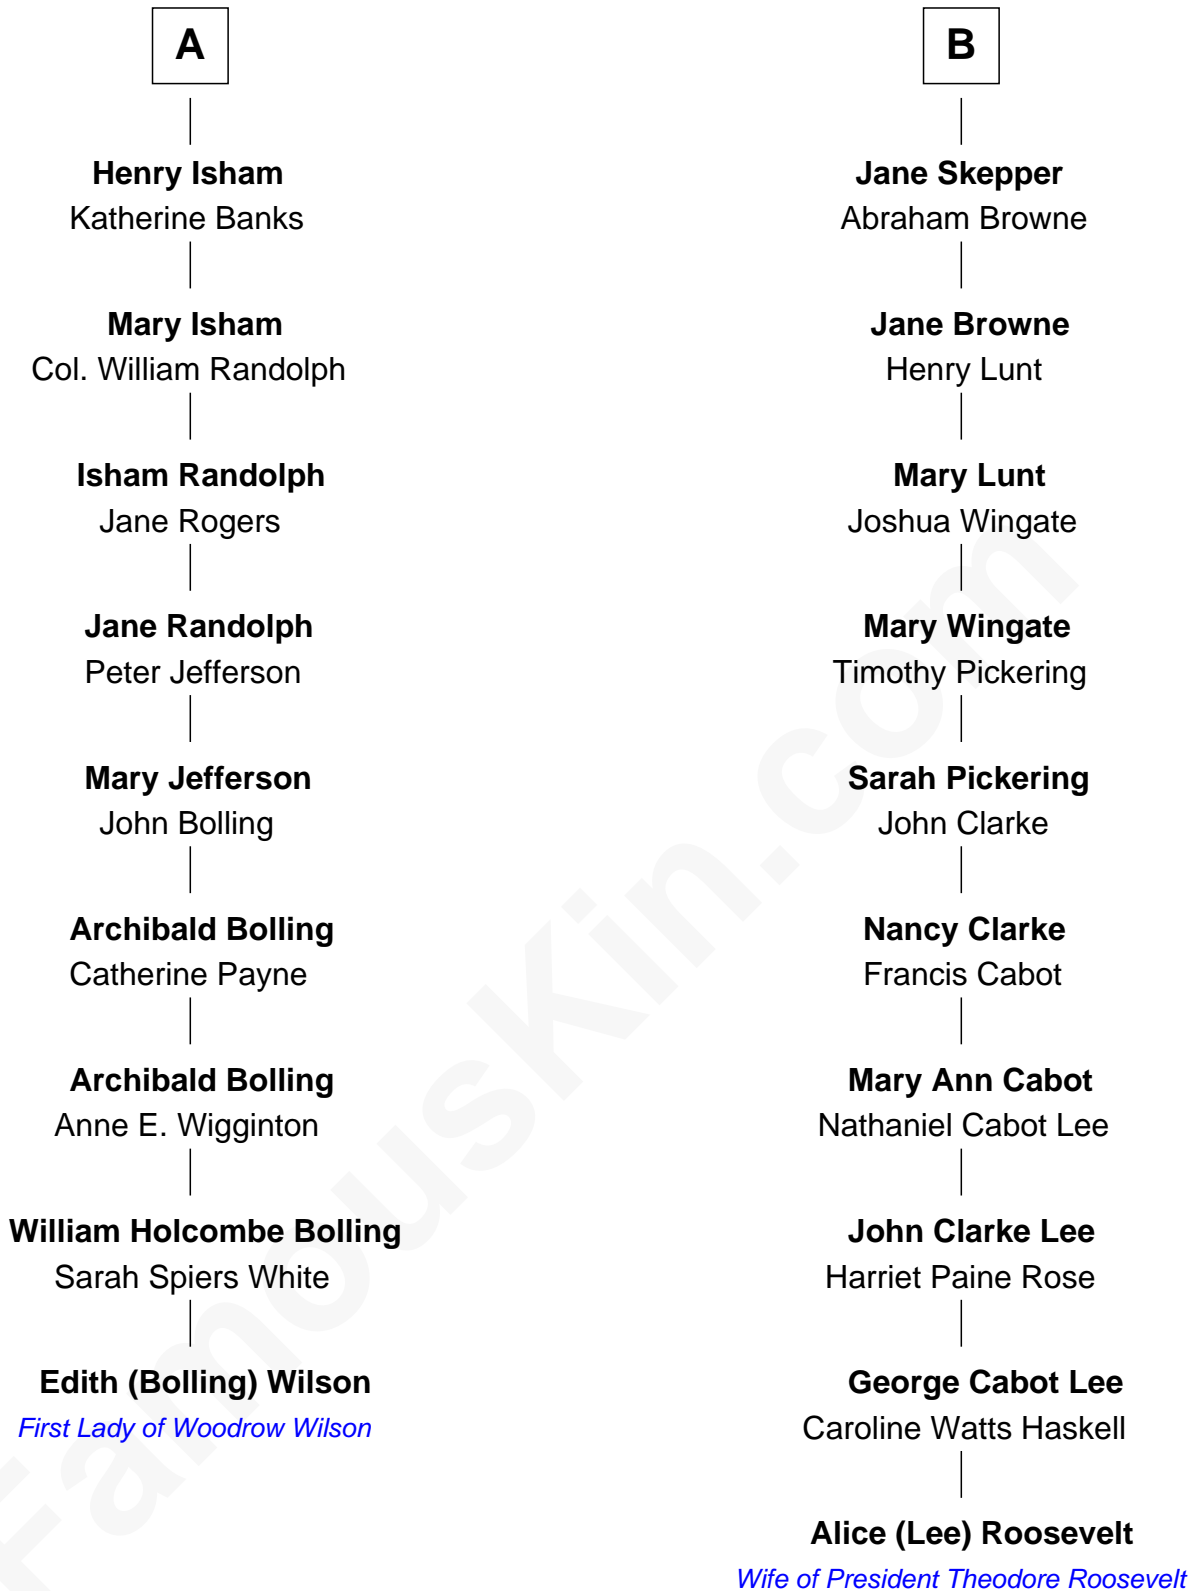 A
Henry Isham
Katherine Banks
Mary Isham
Col. William Randolph
Isham Randolph
Jane Rogers
Jane Randolph
Peter Jefferson
Mary Jefferson
John Bolling
Archibald Bolling
Catherine Payne
Archibald Bolling
Anne E. Wigginton
William Holcombe Bolling
Sarah Spiers White
Edith (Bolling) Wilson
First Lady of Woodrow Wilson
B
Jane Skepper
Abraham Browne
Jane Browne
Henry Lunt
Mary Lunt
Joshua Wingate
Mary Wingate
Timothy Pickering
Sarah Pickering
John Clarke
Nancy Clarke
Francis Cabot
Mary Ann Cabot
Nathaniel Cabot Lee
John Clarke Lee
Harriet Paine Rose
George Cabot Lee
Caroline Watts Haskell
Alice (Lee) Roosevelt
Wife of President Theodore Roosevelt
FamousKin.com